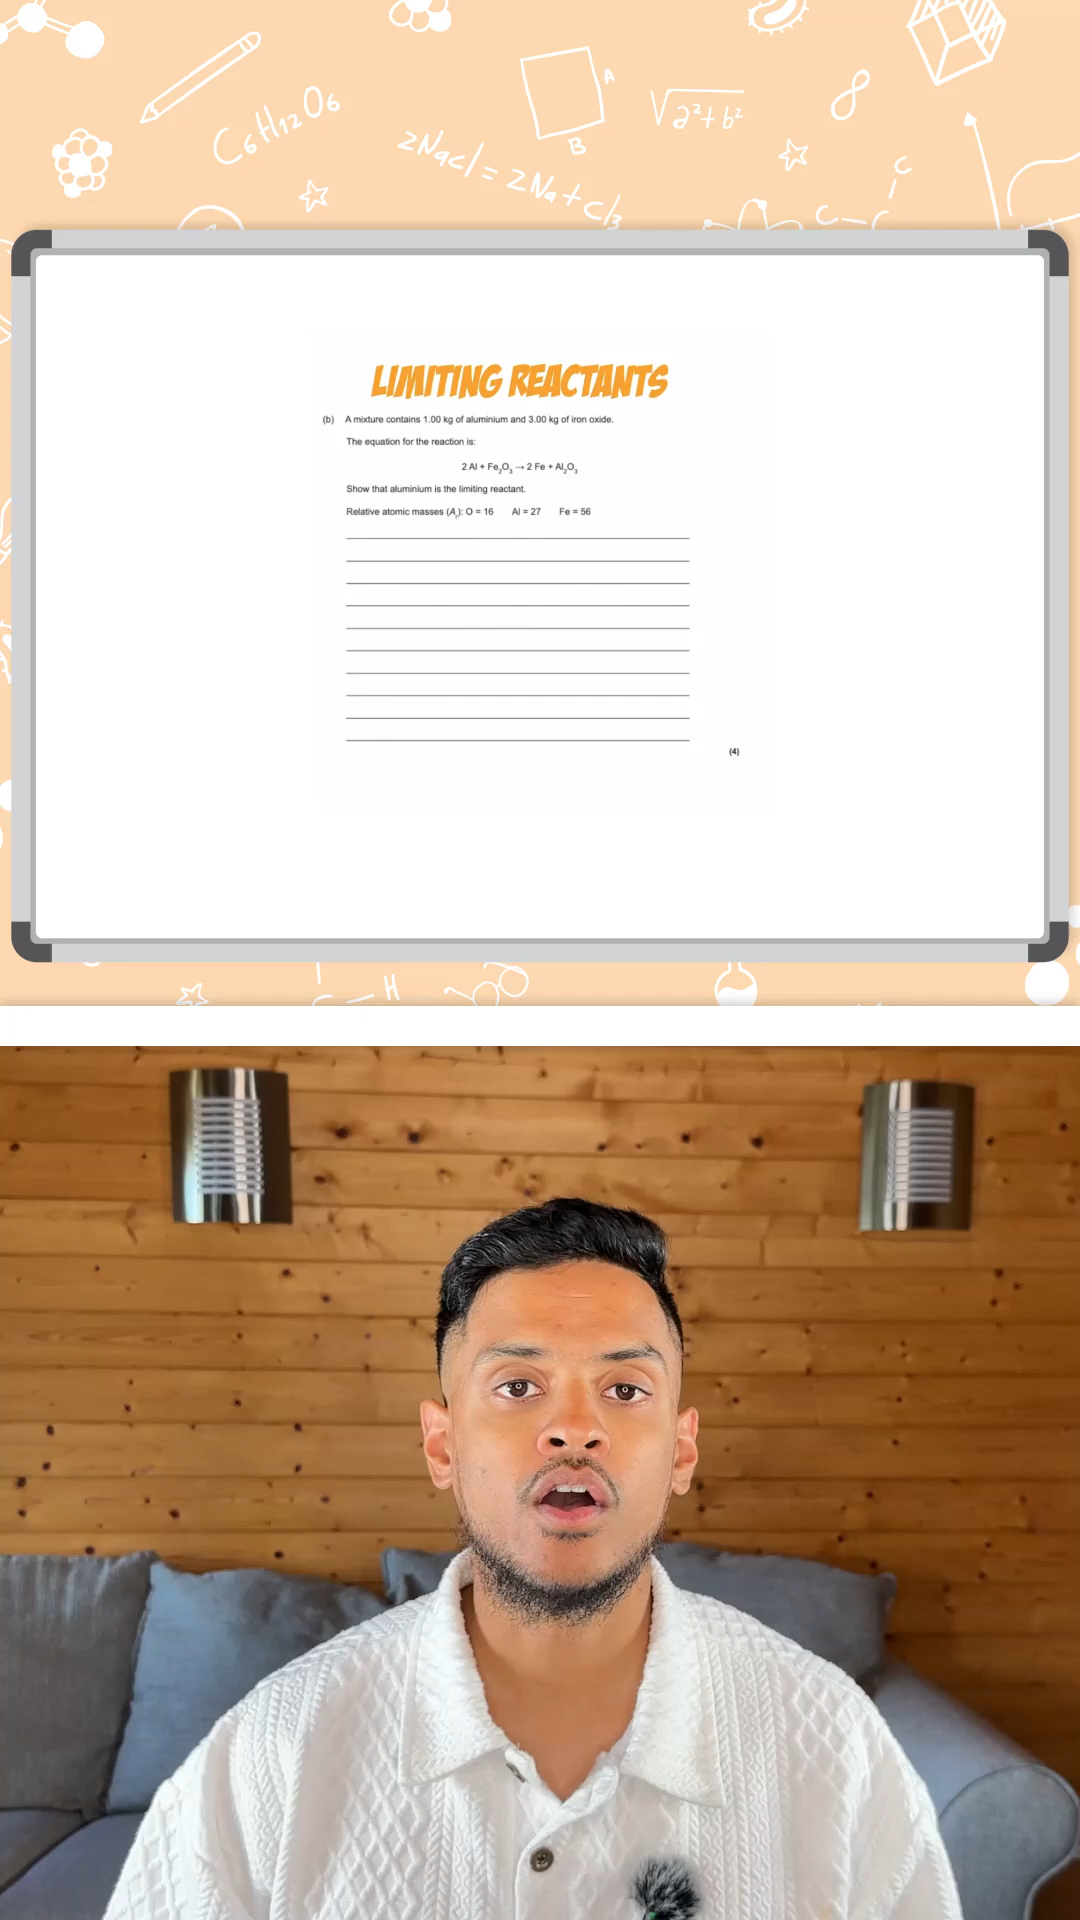 C6H12O6
A
B
√a²+b²
2Nacl = 2Na + Cl3
C
C – C
LIMITING REACTANTS
(b) A mixture contains 1.00 kg of aluminium and 3.00 kg of iron oxide.
The equation for the reaction is:
2 Al + Fe₂O₃ → 2 Fe + Al₂O₃
Show that aluminium is the limiting reactant.
Relative atomic masses (Aᵣ): O = 16 Al = 27 Fe = 56
(4)
C – H